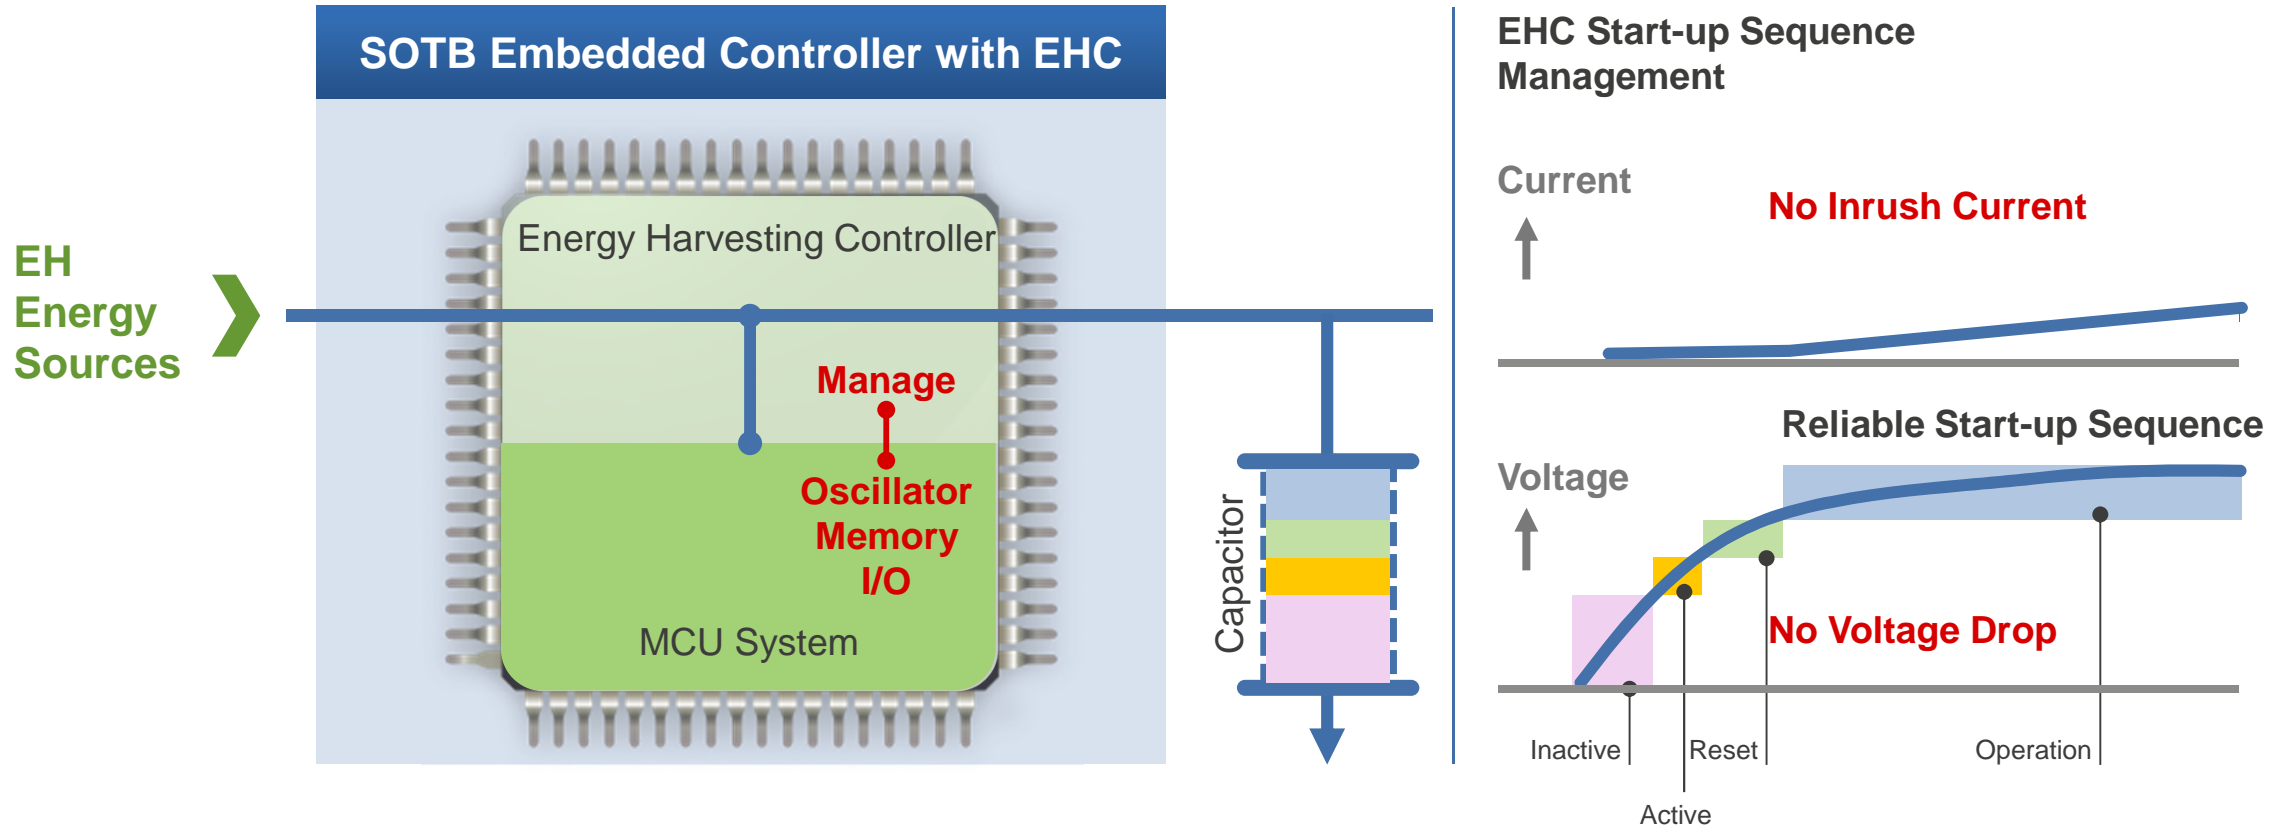 SOTB Embedded Controller with EHC
EH
Energy
Sources
Energy Harvesting Controller
Manage
Oscillator
Memory
I/O
MCU System
Capacitor
EHC Start-up Sequence
Management
Current
No Inrush Current
Reliable Start-up Sequence
Voltage
No Voltage Drop
Inactive
Reset
Operation
Active